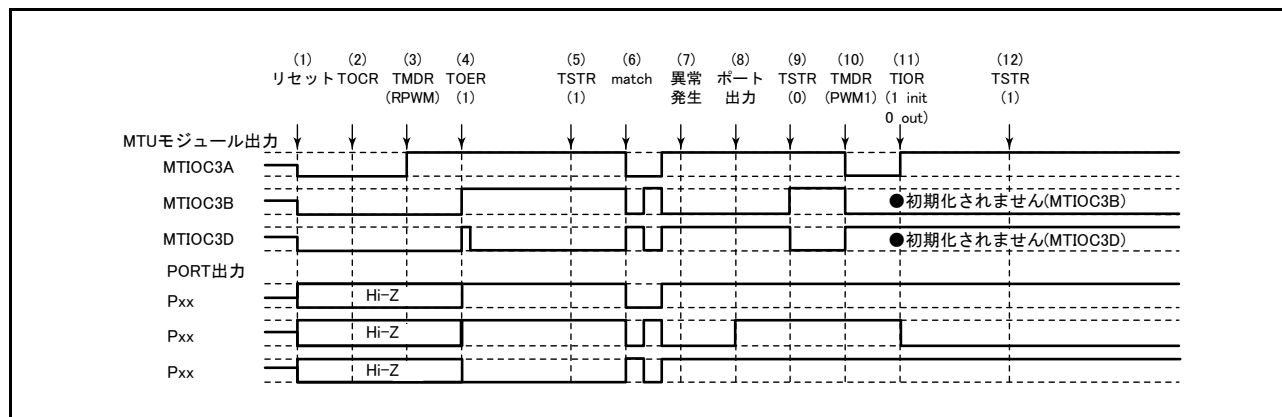 (1) (2) (3) (4) (5) (6) (7) (8) (9) (10) (11) (12)
リセット TOCR TMDR TOER TSTR match 異常 ポート TSTR TMDR TIOR TSTR
(RPWM) (1) (1) 発生 出力 (0) (PWM1) (1 init (1)
0 out)
MTUモジュール出力
MTIOC3A
MTIOC3B ●初期化されません(MTIOC3B)
MTIOC3D ●初期化されません(MTIOC3D)
PORT出力
Pxx Hi-Z
Pxx Hi-Z
Pxx Hi-Z